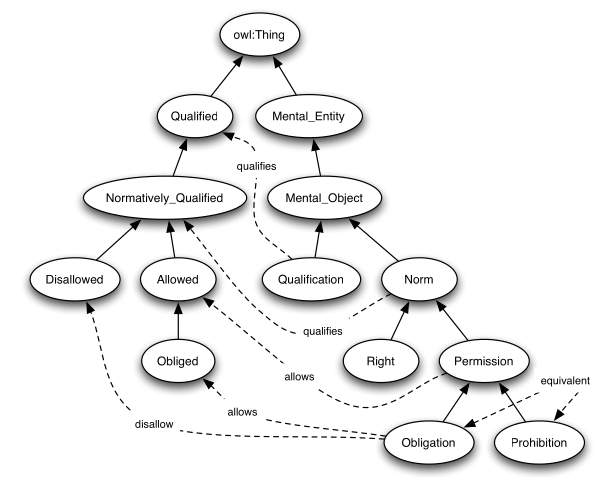 owl:Thing
Qualified
Mental_Entity
qualifies
Normatively_Qualified
Mental_Object
Disallowed
Allowed
Qualification
Norm
qualifies
Obliged
Right
Permission
allows
equivalent
allows
disallow
Obligation
Prohibition